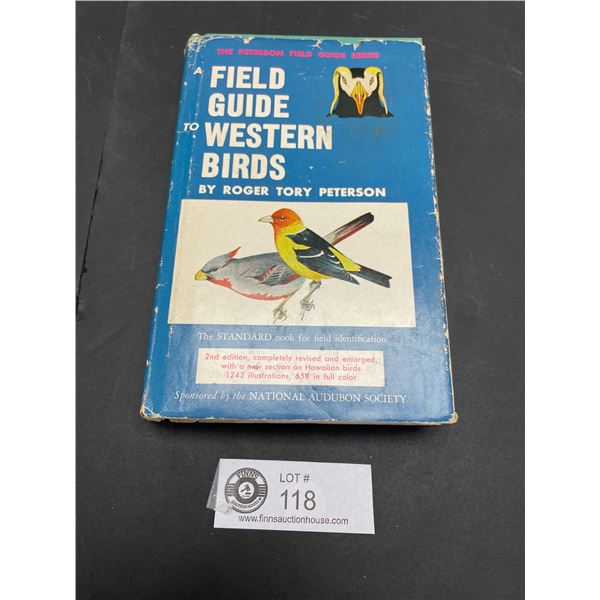 THE PETERSON FIELD GUIDE SERIES
A
FIELD
GUIDE
TO WESTERN
BIRDS
BY ROGER TORY PETERSON
The STANDARD book for field identification
2nd edition, completely revised and enlarged,
with a new section on Hawaiian birds
1242 illustrations, 658 in full color
Sponsored by the NATIONAL AUDUBON SOCIETY
FINNS
LOT #
118
www.finnsauctionhouse.com